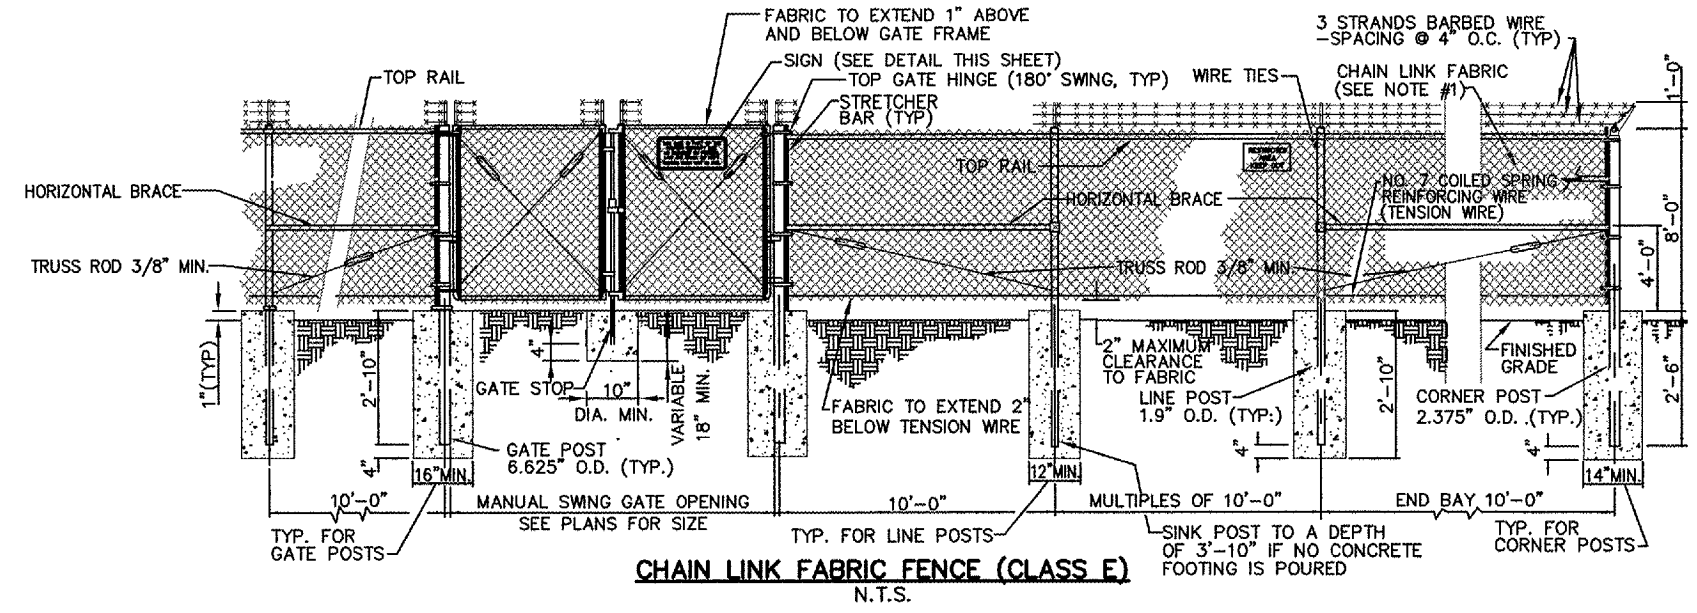 FABRIC TO EXTEND 1" ABOVE
AND BELOW GATE FRAME
3 STRANDS BARBED WIRE
SPACING @ 4" O.C. (TYP)
SIGN (SEE DETAIL THIS SHEET)
TOP RAIL
TOP GATE HINGE (180° SWING, TYP)
WIRE TIES
CHAIN LINK FABRIC
(SEE NOTE #1)
1'-0"
STRETCHER
BAR (TYP)
RESTRICTED
AREA
KEEP OUT
TOP RAIL
NO. 7 COILED SPRING
REINFORCING WIRE
(TENSION WIRE)
HORIZONTAL BRACE
HORIZONTAL BRACE
8'-0"
4'-0"
TRUSS ROD 3/8" MIN.
TRUSS ROD 3/8" MIN.
1"(TYP)
2'-10"
4"
GATE STOP
10"
DIA. MIN.
VARIABLE
18" MIN.
2" MAXIMUM
CLEARANCE
TO FABRIC
FINISHED
GRADE
LINE POST
1.9" O.D. (TYP.)
2'-10"
CORNER POST
2.375" O.D. (TYP.)
2'-6"
FABRIC TO EXTEND 2"
BELOW TENSION WIRE
GATE POST
6.625" O.D. (TYP.)
4"
4"
4"
16"MIN.
12"MIN.
14"MIN.
10'-0"
MANUAL SWING GATE OPENING
SEE PLANS FOR SIZE
10'-0"
MULTIPLES OF 10'-0"
END BAY 10'-0"
TYP. FOR
GATE POSTS
TYP. FOR LINE POSTS
SINK POST TO A DEPTH
OF 3'-10" IF NO CONCRETE
FOOTING IS POURED
TYP. FOR
CORNER POSTS
CHAIN LINK FABRIC FENCE (CLASS E)
N.T.S.